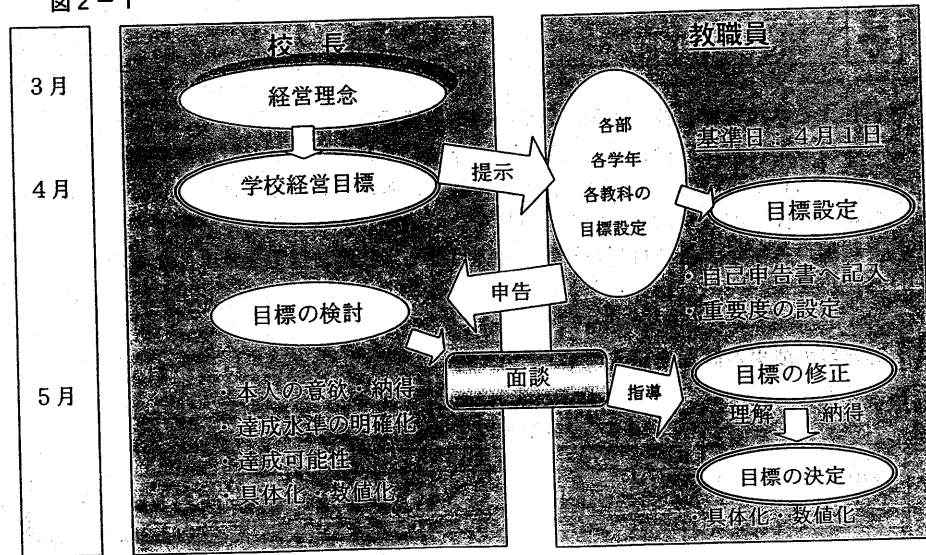 図2-1
校長
教職員
3月
経営理念
4月
学校経営目標
提示
各部
各学年
各教科の
目標設定
基準日:4月1日
目標設定
・自己申告書へ記入
・重要度の設定
申告
目標の検討
5月
面談
指導
・本人の意欲・納得
・達成水準の明確化
・達成可能性
・具体化・数値化
目標の修正
理解 納得
目標の決定
・具体化・数値化